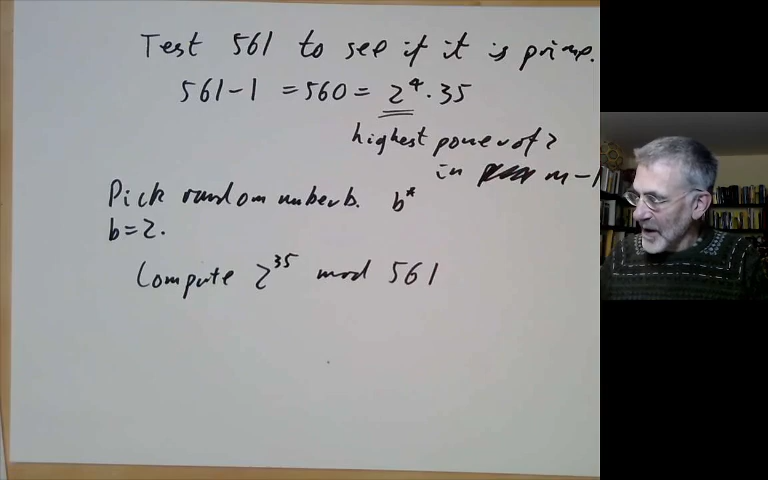 Test 561 to see if it is prime.
561-1 = 560 = 2⁴·35
highest power of 2
in m-1
Pick random number b. b*
b=2.
Compute 2³⁵ mod 561